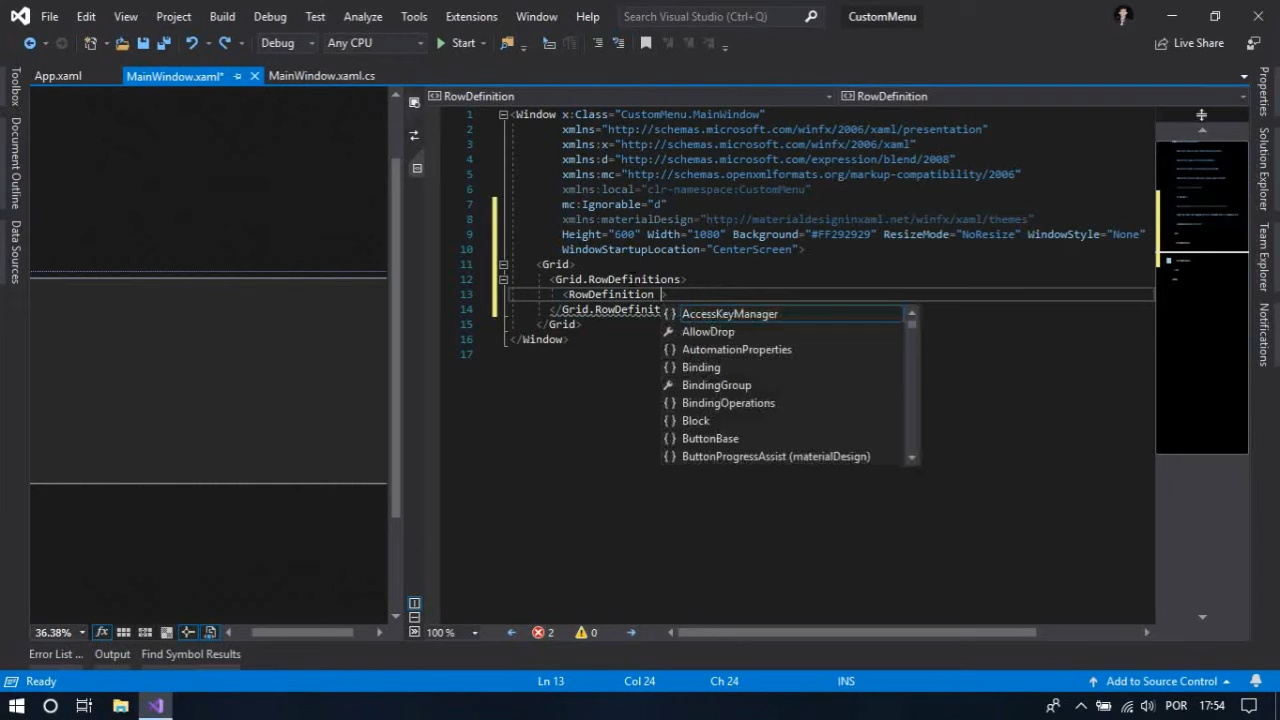 File Edit View Project Build Debug Test Analyze Tools Extensions Window Help Search Visual Studio (Ctrl+Q) CustomMenu
Debug Any CPU Start Live Share
App.xaml MainWindow.xaml* MainWindow.xaml.cs
Toolbox
Document Outline
Data Sources
RowDefinition RowDefinition
1 <Window x:Class="CustomMenu.MainWindow"
2 xmlns="http://schemas.microsoft.com/winfx/2006/xaml/presentation"
3 xmlns:x="http://schemas.microsoft.com/winfx/2006/xaml"
4 xmlns:d="http://schemas.microsoft.com/expression/blend/2008"
5 xmlns:mc="http://schemas.openxmlformats.org/markup-compatibility/2006"
6 xmlns:local="clr-namespace:CustomMenu"
7 mc:Ignorable="d"
8 xmlns:materialDesign="http://materialdesigninxaml.net/winfx/xaml/themes"
9 Height="600" Width="1080" Background="#FF292929" ResizeMode="NoResize" WindowStyle="None"
10 WindowStartupLocation="CenterScreen">
11 <Grid>
12 <Grid.RowDefinitions>
13 <RowDefinition >
14 </Grid.RowDefinit
15 </Grid>
16 </Window>
17
{ } AccessKeyManager
AllowDrop
{ } AutomationProperties
{ } Binding
BindingGroup
{ } BindingOperations
{ } Block
{ } ButtonBase
{ } ButtonProgressAssist (materialDesign)
Properties
Solution Explorer
Team Explorer
Notifications
36.38% fx 100 % 2 0
Error List ... Output Find Symbol Results
Ready Ln 13 Col 24 Ch 24 INS Add to Source Control
POR 17:54